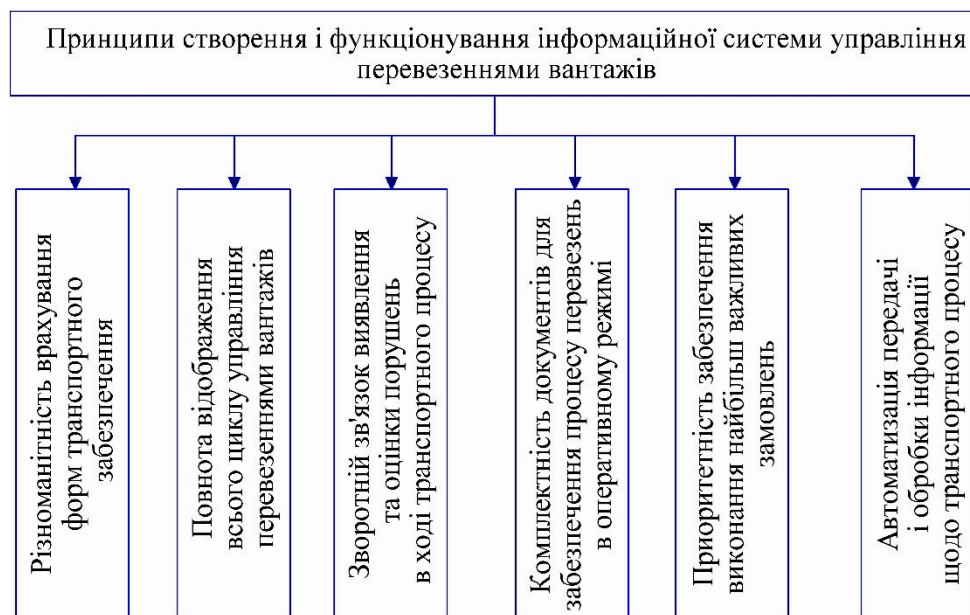 Принципи створення і функціонування інформаційної системи управління
перевезеннями вантажів
Різноманітність врахування
форм транспортного
забезпечення
Повнота відображення
всього циклу управління
перевезеннями вантажів
Зворотній зв'язок виявлення
та оцінки порушень
в ході транспортного процесу
Комплектність документів для
забезпечення процесу перевезень
в оперативному режимі
Приоритетність забезпечення
виконання найбільш важливих
замовлень
Автоматизація передачі
і обробки інформації
щодо транспортного процесу